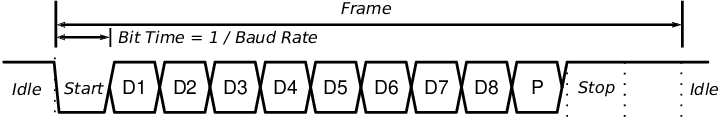 Frame
Bit Time = 1 / Baud Rate
Idle Start D1 D2 D3 D4 D5 D6 D7 D8 P Stop Idle